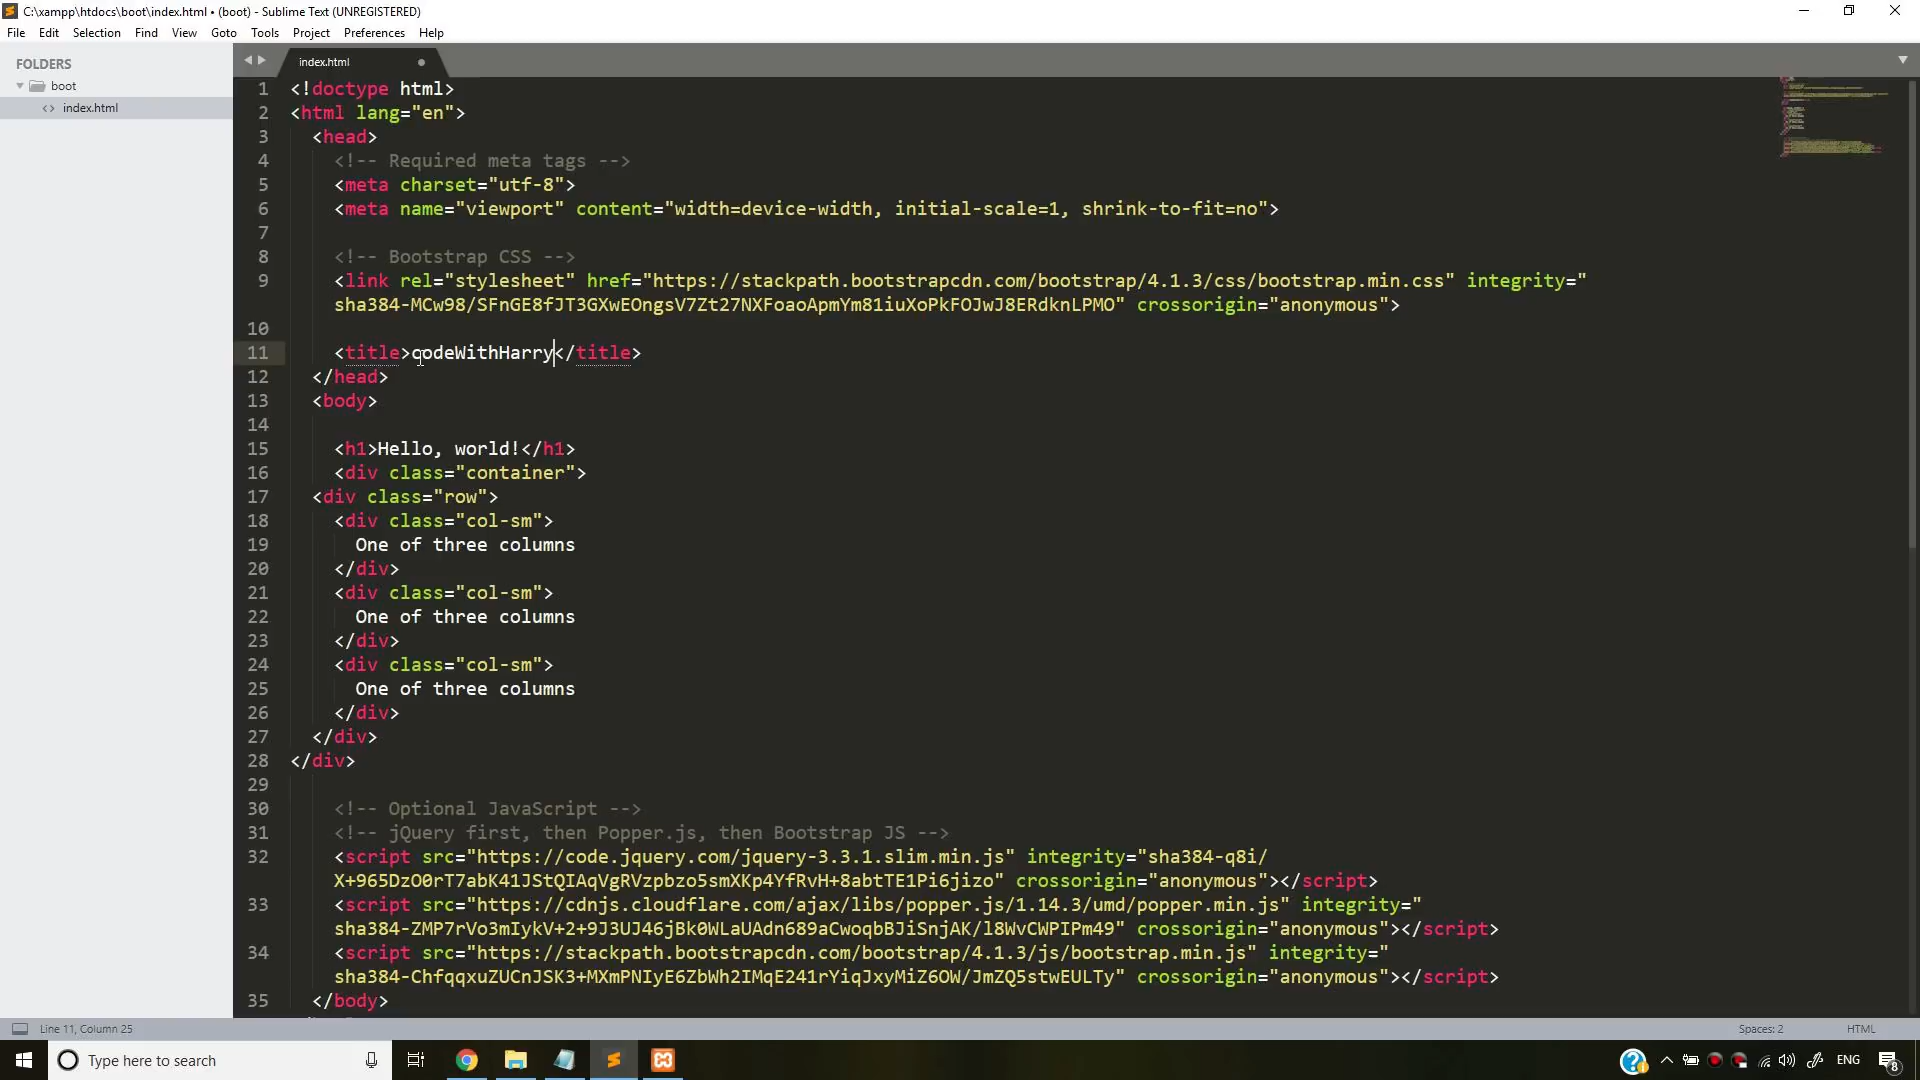 C:\xampp\htdocs\boot\index.html • (boot) - Sublime Text (UNREGISTERED)
File Edit Selection Find View Goto Tools Project Preferences Help
FOLDERS
boot
index.html
index.html
1 <!doctype html>
2 <html lang="en">
3 <head>
4 <!-- Required meta tags -->
5 <meta charset="utf-8">
6 <meta name="viewport" content="width=device-width, initial-scale=1, shrink-to-fit=no">
7
8 <!-- Bootstrap CSS -->
9 <link rel="stylesheet" href="https://stackpath.bootstrapcdn.com/bootstrap/4.1.3/css/bootstrap.min.css" integrity="
sha384-MCw98/SFnGE8fJT3GXwEOngsV7Zt27NXFoaoApmYm81iuXoPkFOJwJ8ERdknLPMO" crossorigin="anonymous">
10
11 <title>codeWithHarry</title>
12 </head>
13 <body>
14
15 <h1>Hello, world!</h1>
16 <div class="container">
17 <div class="row">
18 <div class="col-sm">
19 One of three columns
20 </div>
21 <div class="col-sm">
22 One of three columns
23 </div>
24 <div class="col-sm">
25 One of three columns
26 </div>
27 </div>
28 </div>
29
30 <!-- Optional JavaScript -->
31 <!-- jQuery first, then Popper.js, then Bootstrap JS -->
32 <script src="https://code.jquery.com/jquery-3.3.1.slim.min.js" integrity="sha384-q8i/
X+965DzO0rT7abK41JStQIAqVgRVzpbzo5smXKp4YfRvH+8abtTE1Pi6jizo" crossorigin="anonymous"></script>
33 <script src="https://cdnjs.cloudflare.com/ajax/libs/popper.js/1.14.3/umd/popper.min.js" integrity="
sha384-ZMP7rVo3mIykV+2+9J3UJ46jBk0WLaUAdn689aCwoqbBJiSnjAK/l8WvCWPIPm49" crossorigin="anonymous"></script>
34 <script src="https://stackpath.bootstrapcdn.com/bootstrap/4.1.3/js/bootstrap.min.js" integrity="
sha384-ChfqqxuZUCnJSK3+MXmPNIyE6ZbWh2IMqE241rYiqJxyMiZ6OW/JmZQ5stwEULTy" crossorigin="anonymous"></script>
35 </body>
Line 11, Column 25
Spaces: 2
HTML
Type here to search
ENG
8